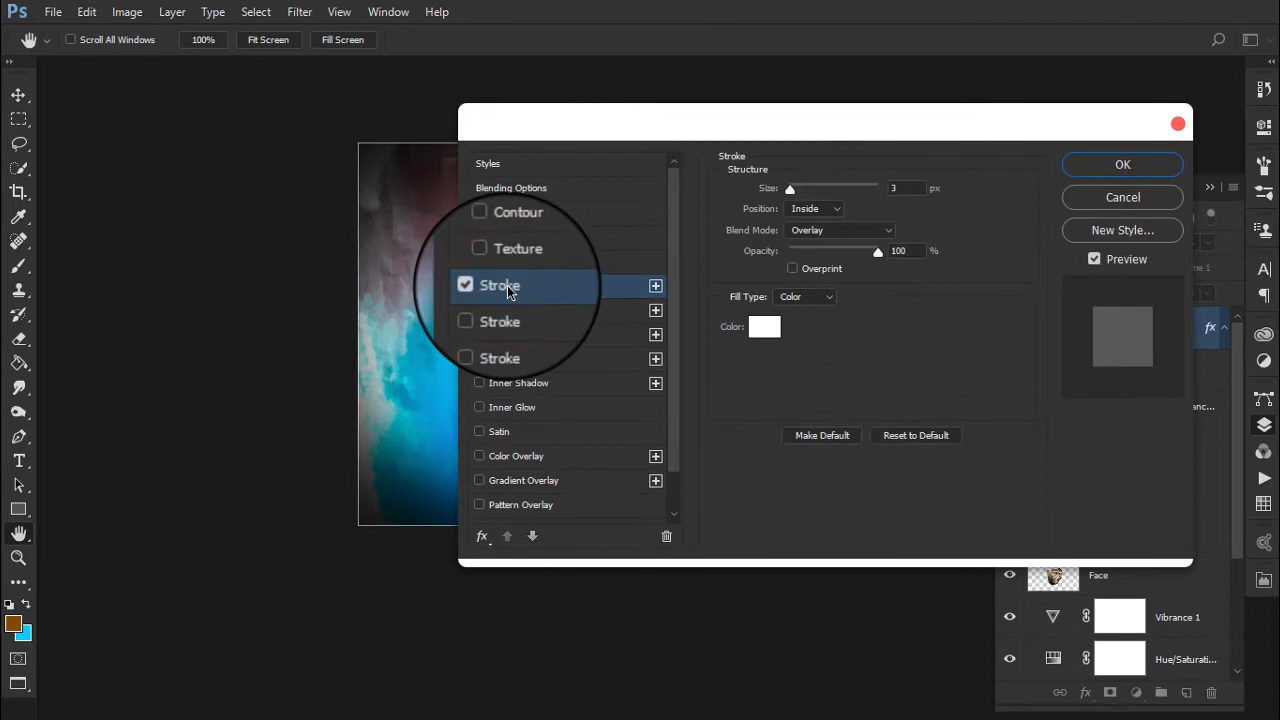 Ps File Edit Image Layer Type Select Filter View Window Help
Scroll All Windows 100% Fit Screen Fill Screen
Styles
Blending Options
Contour
Texture
Stroke
Stroke
Stroke
Inner Shadow
Inner Glow
Satin
Color Overlay
Gradient Overlay
Pattern Overlay
fx
Stroke
Structure
Size: 3 px
Position: Inside
Blend Mode: Overlay
Opacity: 100 %
Overprint
Fill Type: Color
Color:
Make Default Reset to Default
OK
Cancel
New Style...
Preview
fx
Face
Vibrance 1
Hue/Saturati...
fx